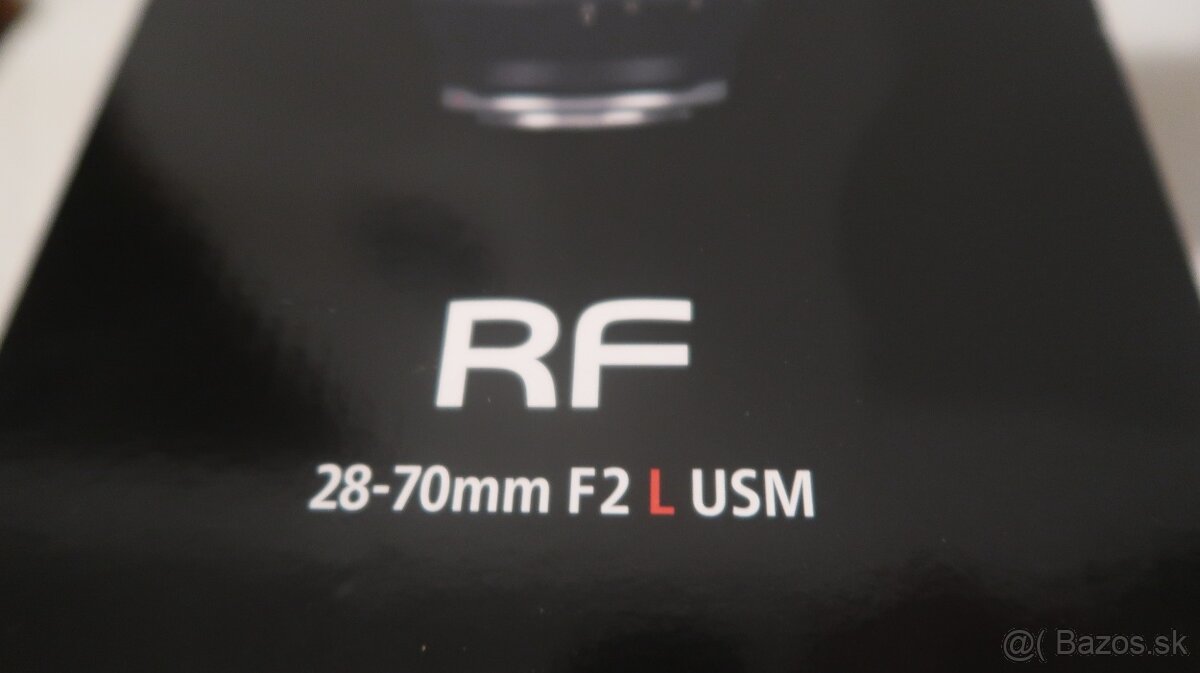 RF
28-70mm F2 L USM
@( Bazos.sk